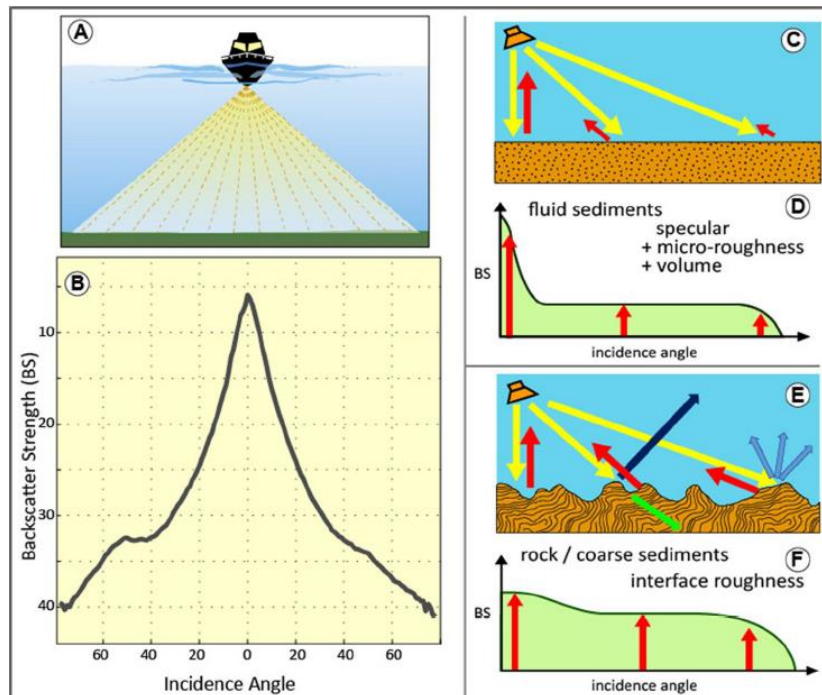 A
B
10
20
30
40
Backscatter Strength (BS)
60 40 20 0 20 40 60
Incidence Angle
C
D
fluid sediments
specular
+ micro-roughness
+ volume
BS
incidence angle
E
F
rock / coarse sediments
interface roughness
BS
incidence angle